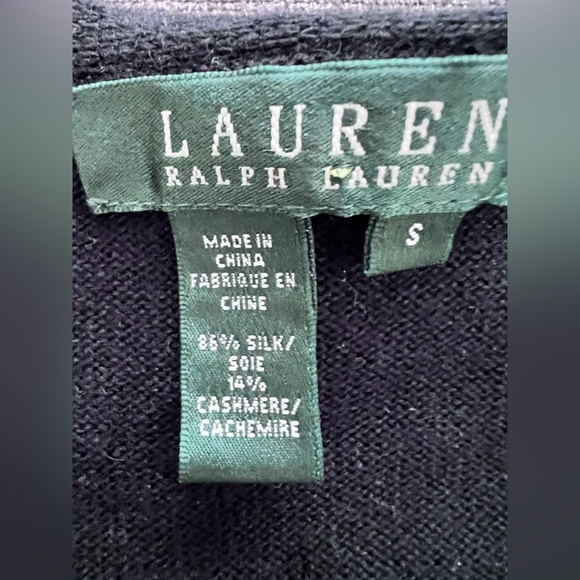 LAUREN
RALPH LAUREN
S
MADE IN
CHINA
FABRIQUE EN
CHINE
86% SILK/
SOIE
14%
CASHMERE/
CACHEMIRE